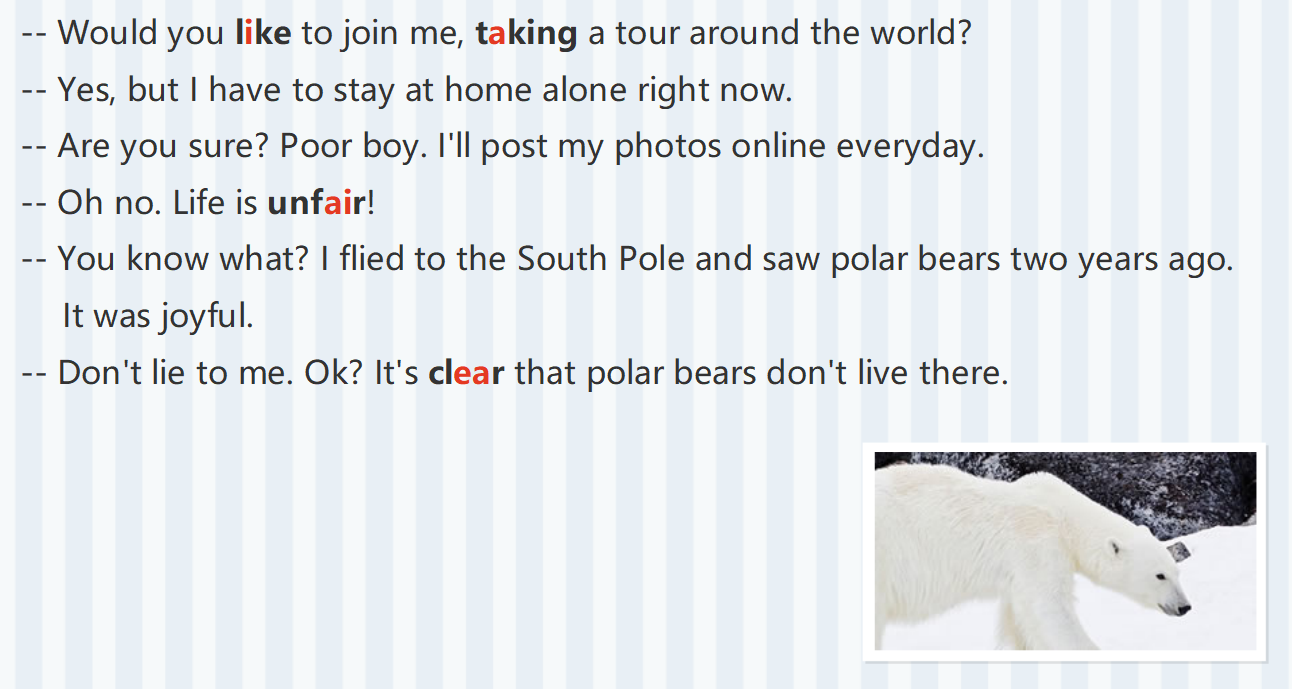 -- Would you like to join me, taking a tour around the world?
-- Yes, but I have to stay at home alone right now.
-- Are you sure? Poor boy. I'll post my photos online everyday.
-- Oh no. Life is unfair!
-- You know what? I flied to the South Pole and saw polar bears two years ago.
It was joyful.
-- Don't lie to me. Ok? It's clear that polar bears don't live there.